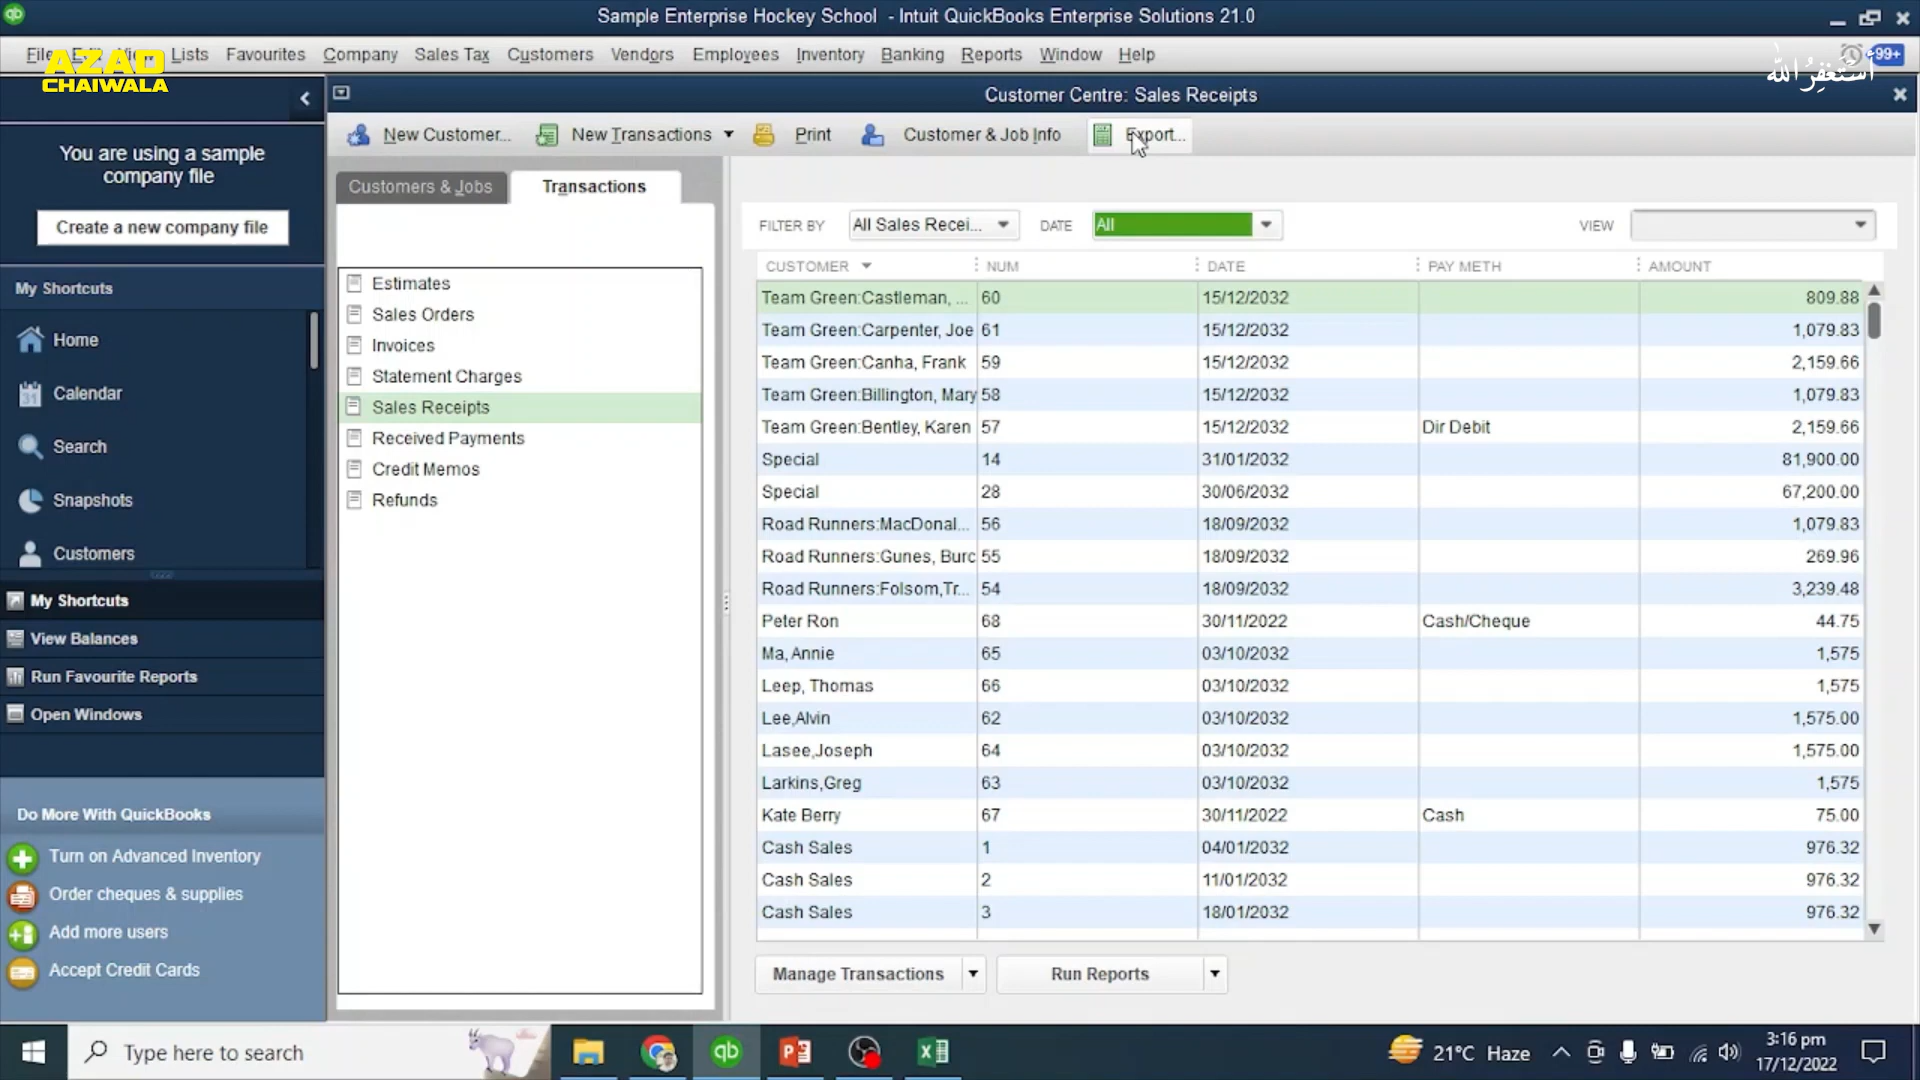 Sample Enterprise Hockey School - Intuit QuickBooks Enterprise Solutions 21.0
File Edit View Lists Favourites Company Sales Tax Customers Vendors Employees Inventory Banking Reports Window Help
99+
AZAD
CHAIWALA
أَسْتَغْفِرُ اللّٰه
Customer Centre: Sales Receipts
New Customer... New Transactions Print Customer & Job Info Export...
You are using a sample
company file
Create a new company file
My Shortcuts
Home
Calendar
31
Search
Snapshots
Customers
My Shortcuts
View Balances
Run Favourite Reports
Open Windows
Do More With QuickBooks
Turn on Advanced Inventory
Order cheques & supplies
Add more users
Accept Credit Cards
Customers & Jobs Transactions
Estimates
Sales Orders
Invoices
Statement Charges
Sales Receipts
Received Payments
Credit Memos
Refunds
FILTER BY All Sales Recei... DATE All VIEW
CUSTOMER NUM DATE PAY METH AMOUNT
Team Green:Castleman, ... 60 15/12/2032 809.88
Team Green:Carpenter, Joe 61 15/12/2032 1,079.83
Team Green:Canha, Frank 59 15/12/2032 2,159.66
Team Green:Billington, Mary 58 15/12/2032 1,079.83
Team Green:Bentley, Karen 57 15/12/2032 Dir Debit 2,159.66
Special 14 31/01/2032 81,900.00
Special 28 30/06/2032 67,200.00
Road Runners:MacDonal... 56 18/09/2032 1,079.83
Road Runners:Gunes, Burc 55 18/09/2032 269.96
Road Runners:Folsom,Tr... 54 18/09/2032 3,239.48
Peter Ron 68 30/11/2022 Cash/Cheque 44.75
Ma, Annie 65 03/10/2032 1,575
Leep, Thomas 66 03/10/2032 1,575
Lee,Alvin 62 03/10/2032 1,575.00
Lasee,Joseph 64 03/10/2032 1,575.00
Larkins,Greg 63 03/10/2032 1,575
Kate Berry 67 30/11/2022 Cash 75.00
Cash Sales 1 04/01/2032 976.32
Cash Sales 2 11/01/2032 976.32
Cash Sales 3 18/01/2032 976.32
Manage Transactions Run Reports
Type here to search
21°C Haze
3:16 pm
17/12/2022